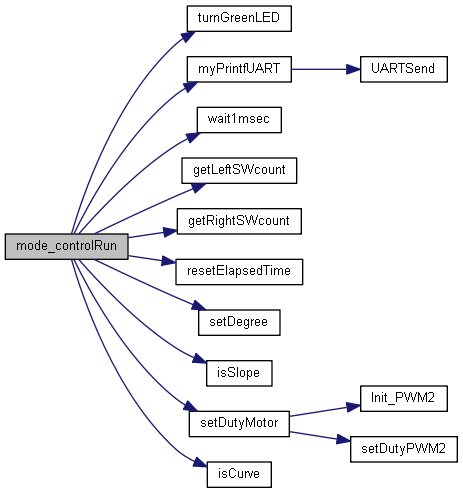 turnGreenLED
myPrintfUART
UARTSend
wait1msec
getLeftSWcount
getRightSWcount
mode_controlRun
resetElapsedTime
setDegree
isSlope
Init_PWM2
setDutyMotor
setDutyPWM2
isCurve